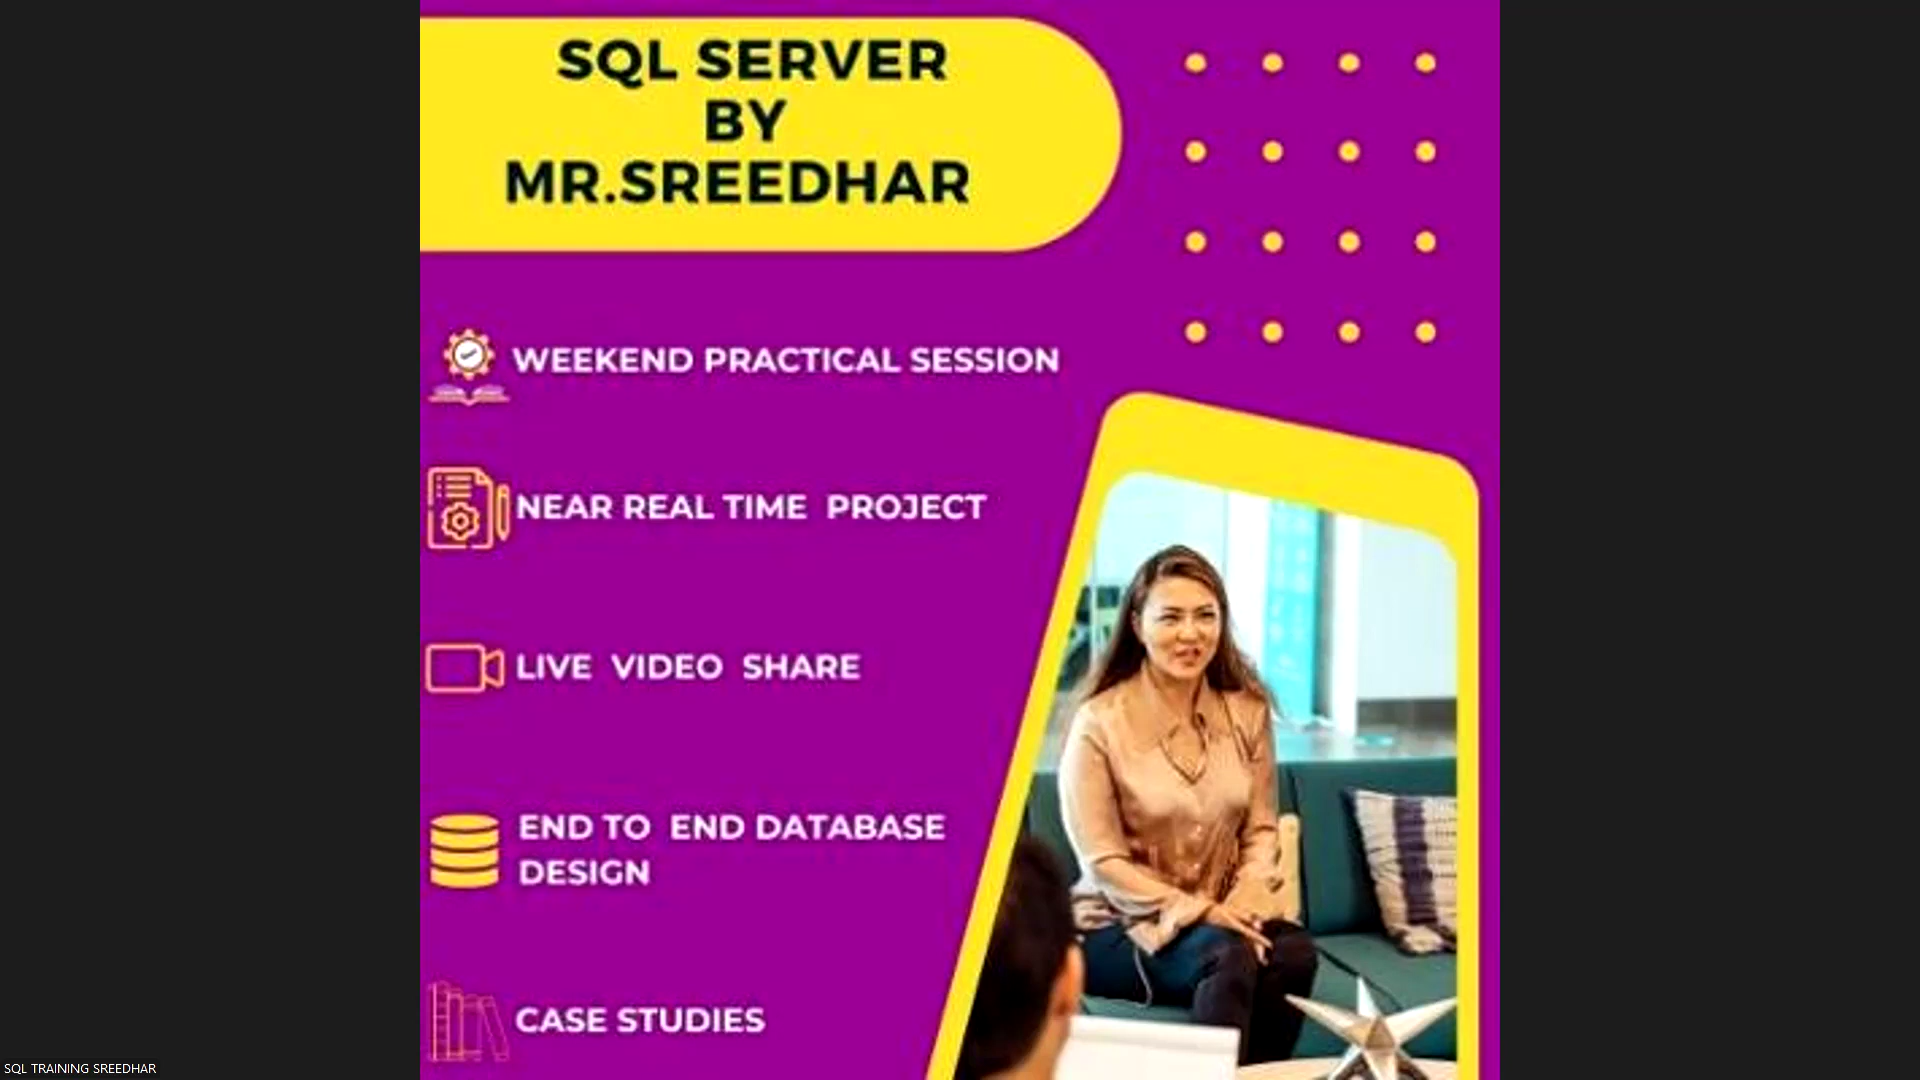 SQL SERVER
BY
MR.SREEDHAR
WEEKEND PRACTICAL SESSION
NEAR REAL TIME PROJECT
LIVE VIDEO SHARE
END TO END DATABASE
DESIGN
CASE STUDIES
SQL TRAINING SREEDHAR